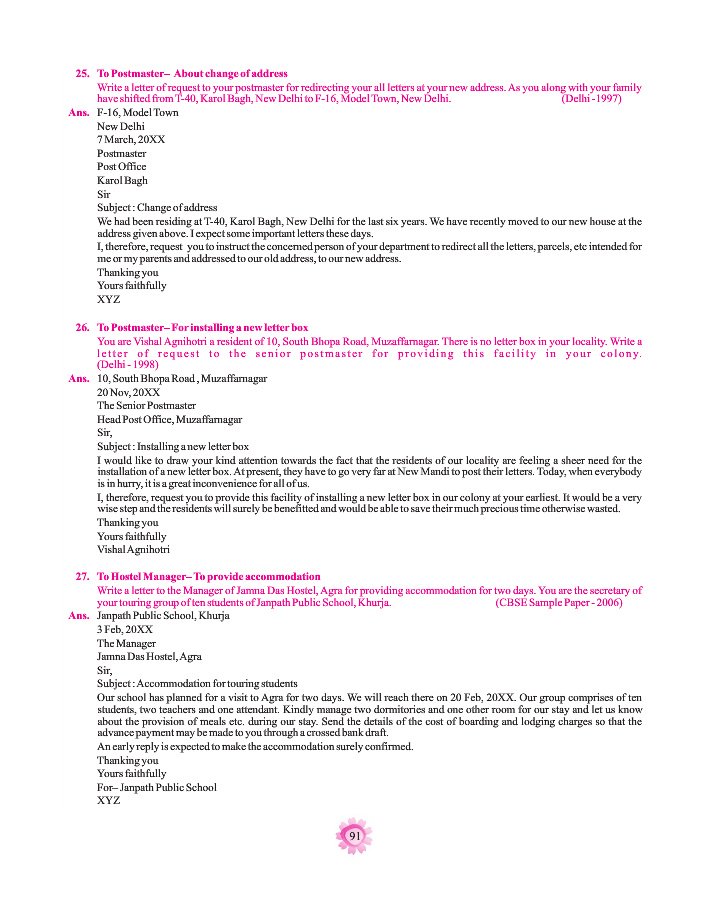 25. To Postmaster– About change of address
Write a letter of request to your postmaster for redirecting your all letters at your new address. As you along with your family
have shifted from T-40, Karol Bagh, New Delhi to F-16, Model Town, New Delhi. (Delhi -1997)
Ans. F-16, Model Town
New Delhi
7 March, 20XX
Postmaster
Post Office
Karol Bagh
Sir
Subject : Change of address
We had been residing at T-40, Karol Bagh, New Delhi for the last six years. We have recently moved to our new house at the
address given above. I expect some important letters these days.
I, therefore, request you to instruct the concerned person of your department to redirect all the letters, parcels, etc intended for
me or my parents and addressed to our old address, to our new address.
Thanking you
Yours faithfully
XYZ
26. To Postmaster– For installing a new letter box
You are Vishal Agnihotri a resident of 10, South Bhopa Road, Muzaffarnagar. There is no letter box in your locality. Write a
letter of request to the senior postmaster for providing this facility in your colony.
(Delhi - 1998)
Ans. 10, South Bhopa Road , Muzaffarnagar
20 Nov, 20XX
The Senior Postmaster
Head Post Office, Muzaffarnagar
Sir,
Subject : Installing a new letter box
I would like to draw your kind attention towards the fact that the residents of our locality are feeling a sheer need for the
installation of a new letter box. At present, they have to go very far at New Mandi to post their letters. Today, when everybody
is in hurry, it is a great inconvenience for all of us.
I, therefore, request you to provide this facility of installing a new letter box in our colony at your earliest. It would be a very
wise step and the residents will surely be benefitted and would be able to save their much precious time otherwise wasted.
Thanking you
Yours faithfully
Vishal Agnihotri
27. To Hostel Manager– To provide accommodation
Write a letter to the Manager of Jamna Das Hostel, Agra for providing accommodation for two days. You are the secretary of
your touring group of ten students of Janpath Public School, Khurja. (CBSE Sample Paper - 2006)
Ans. Janpath Public School, Khurja
3 Feb, 20XX
The Manager
Jamna Das Hostel, Agra
Sir,
Subject : Accommodation for touring students
Our school has planned for a visit to Agra for two days. We will reach there on 20 Feb, 20XX. Our group comprises of ten
students, two teachers and one attendant. Kindly manage two dormitories and one other room for our stay and let us know
about the provision of meals etc. during our stay. Send the details of the cost of boarding and lodging charges so that the
advance payment may be made to you through a crossed bank draft.
An early reply is expected to make the accommodation surely confirmed.
Thanking you
Yours faithfully
For– Janpath Public School
XYZ
91